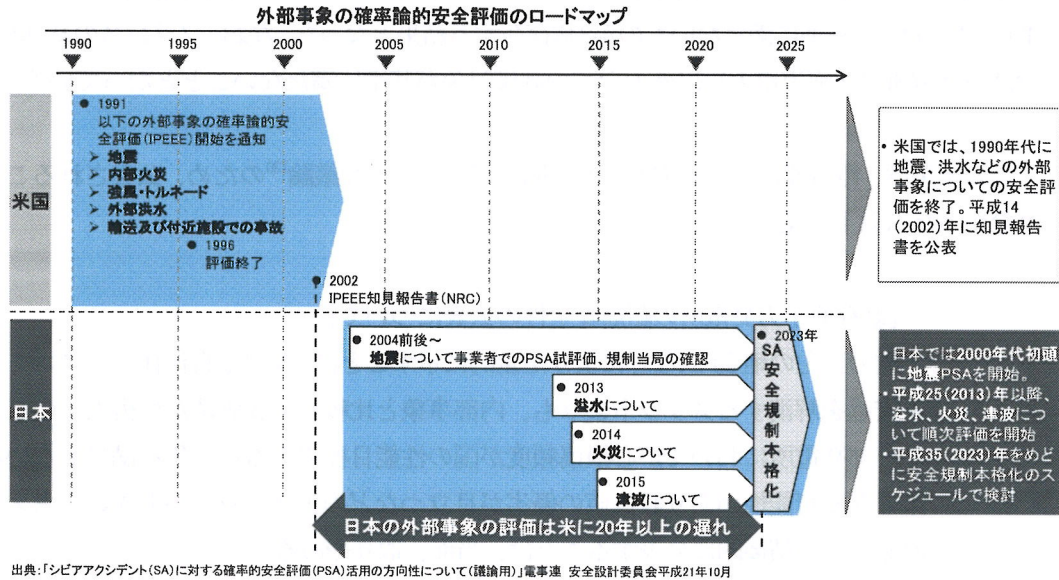 外部事象の確率論的安全評価のロードマップ
1990 1995 2000 2005 2010 2015 2020 2025
米国
● 1991
以下の外部事象の確率論的安
全評価(IPEEE)開始を通知
➢ 地震
➢ 内部火災
➢ 強風・トルネード
➢ 外部洪水
➢ 輸送及び付近施設での事故
● 1996
評価終了
● 2002
IPEEE知見報告書(NRC)
・米国では、1990年代に
地震、洪水などの外部
事象についての安全評
価を終了。平成14
(2002)年に知見報告
書を公表
日本
● 2004前後~
地震について事業者でのPSA試評価、規制当局の確認
● 2013
溢水について
● 2014
火災について
● 2015
津波について
● 2023年
SA安全規制本格化
日本の外部事象の評価は米に20年以上の遅れ
・日本では2000年代初頭
に地震PSAを開始。
・平成25(2013)年以降、
溢水、火災、津波につ
いて順次評価を開始
・平成35(2023)年をめど
に安全規制本格化のス
ケジュールで検討
出典:「シビアアクシデント(SA)に対する確率的安全評価(PSA)活用の方向性について(議論用)」電事連 安全設計委員会平成21年10月